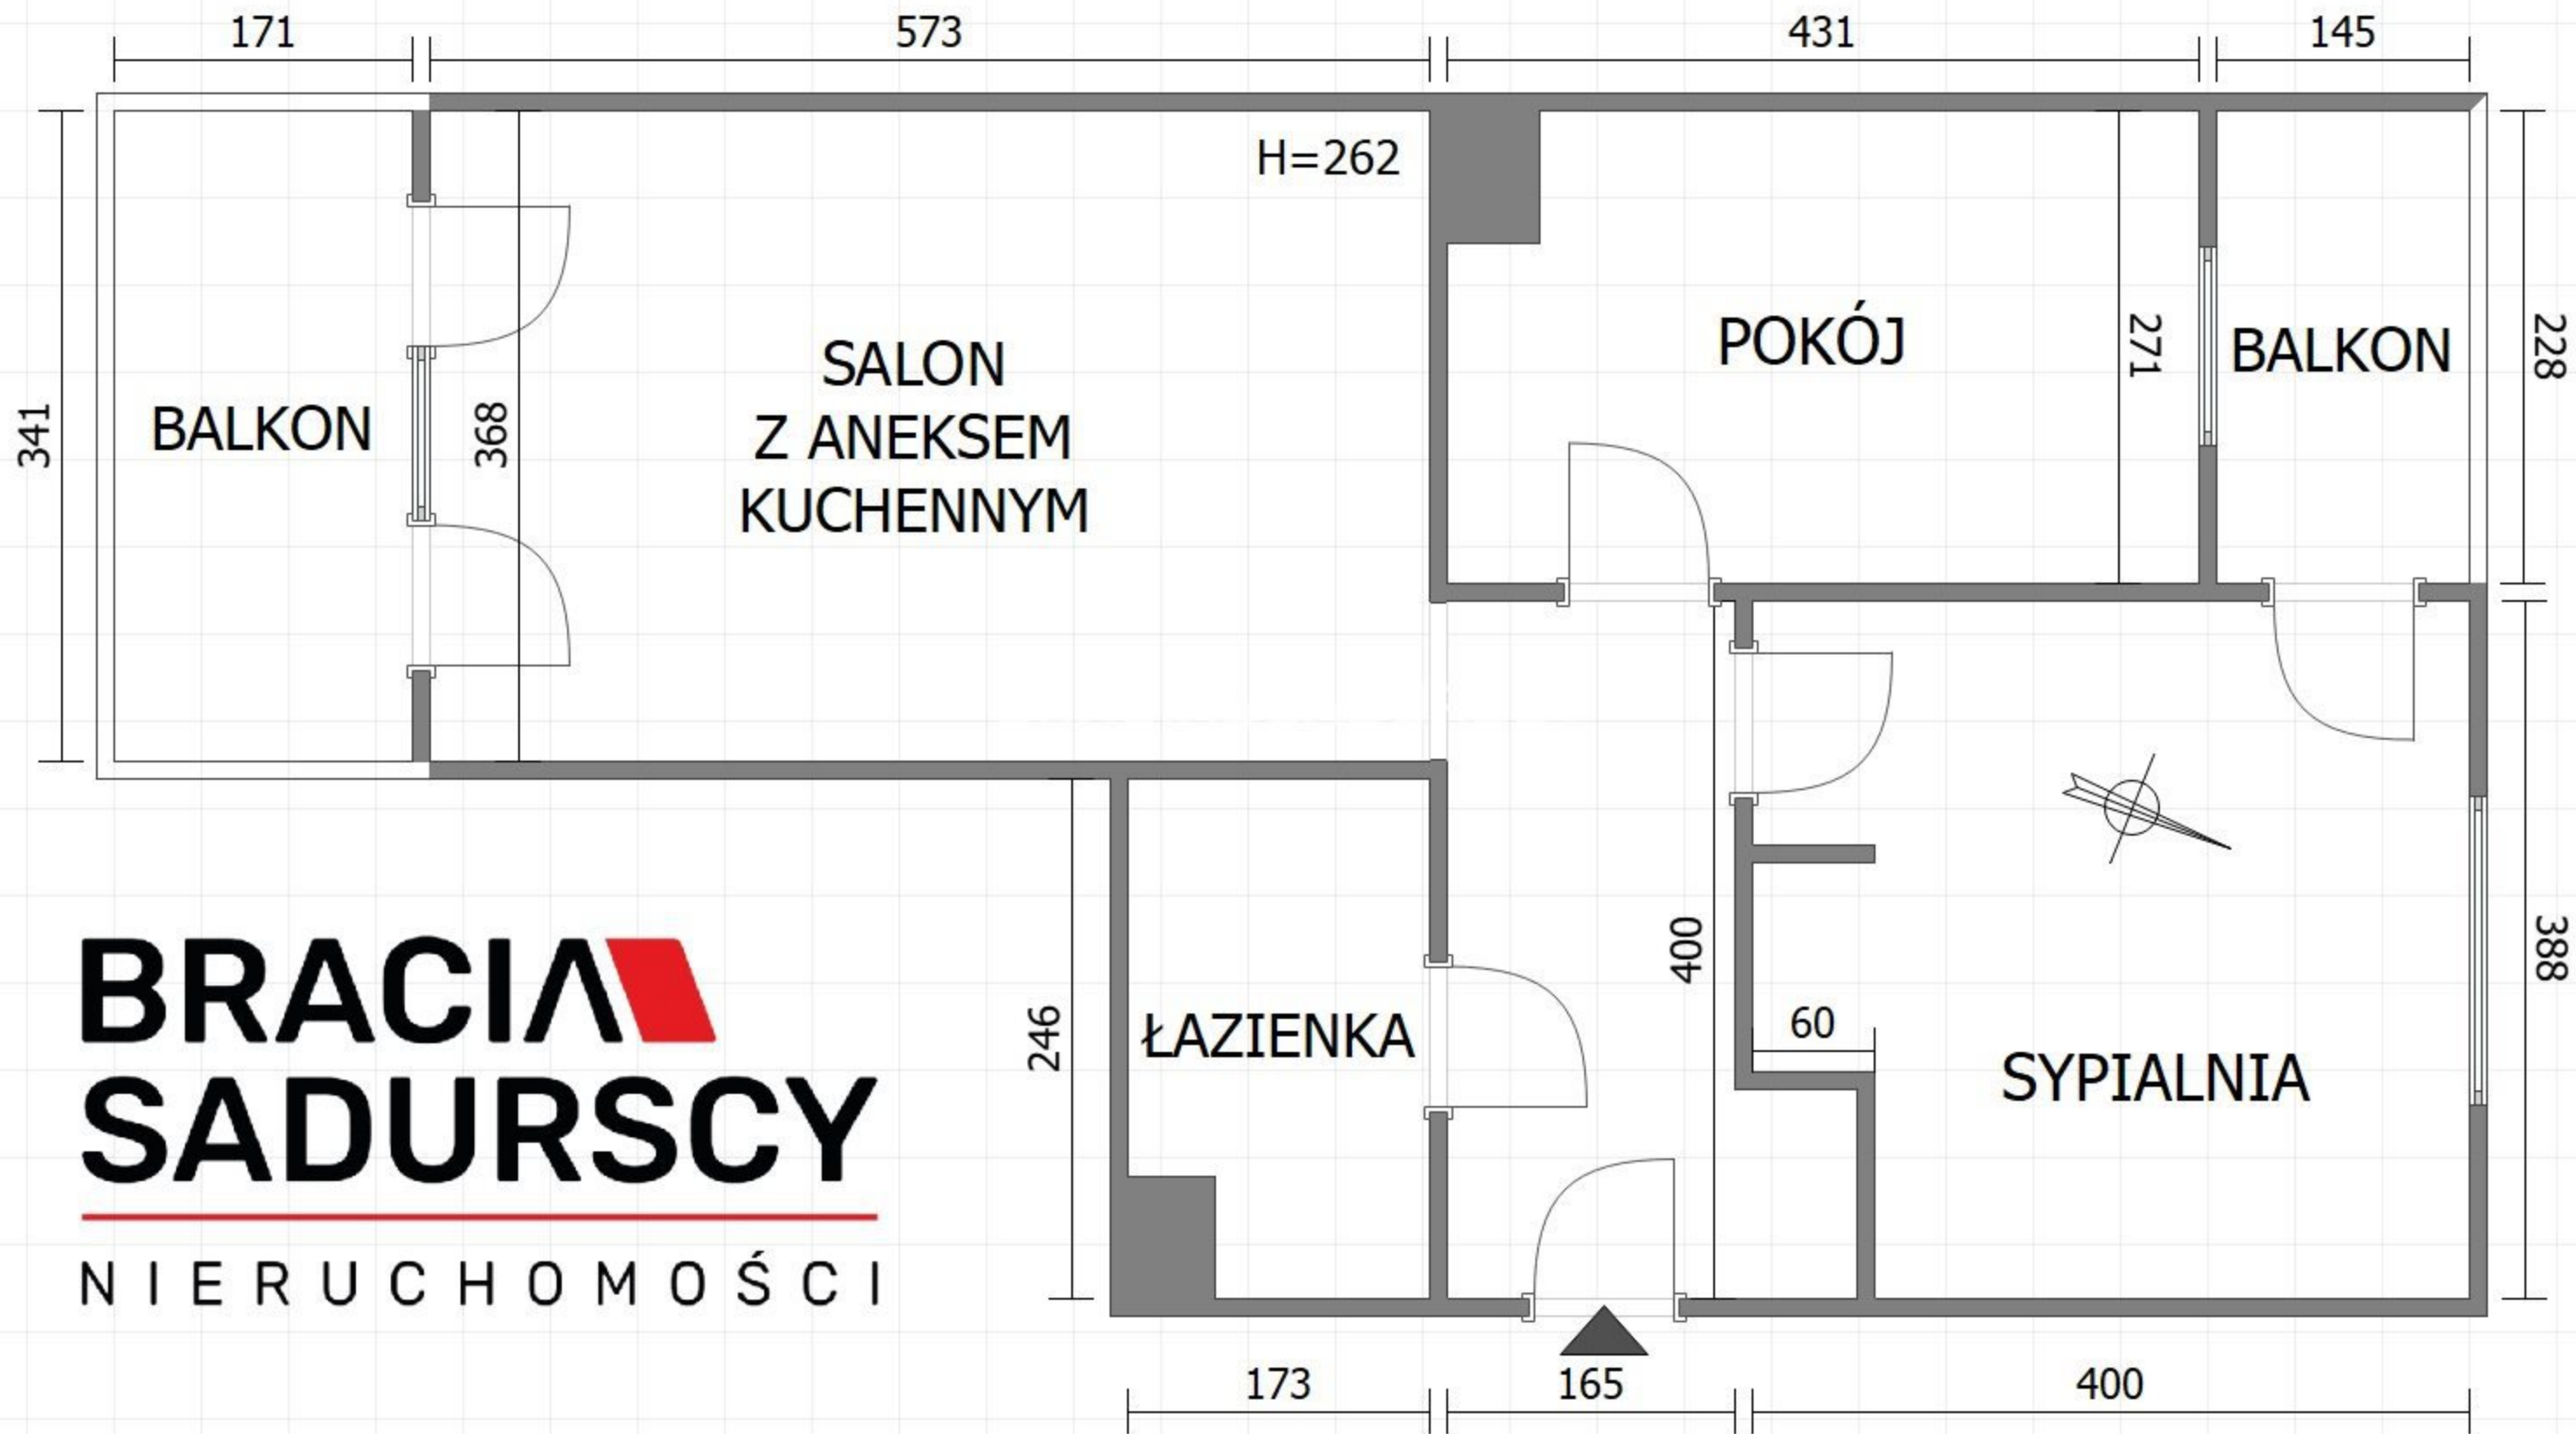 171
573
431
145
H=262
SALON
Z ANEKSEM
KUCHENNYM
POKÓJ
BALKON
BALKON
341
368
271
228
ŁAZIENKA
246
400
60
SYPIALNIA
388
BRACIA
SADURSCY
NIERUCHOMOŚCI
173
165
400